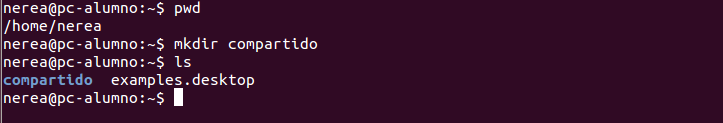 nerea@pc-alumno:~$ pwd
/home/nerea
nerea@pc-alumno:~$ mkdir compartido
nerea@pc-alumno:~$ ls
compartido  examples.desktop
nerea@pc-alumno:~$